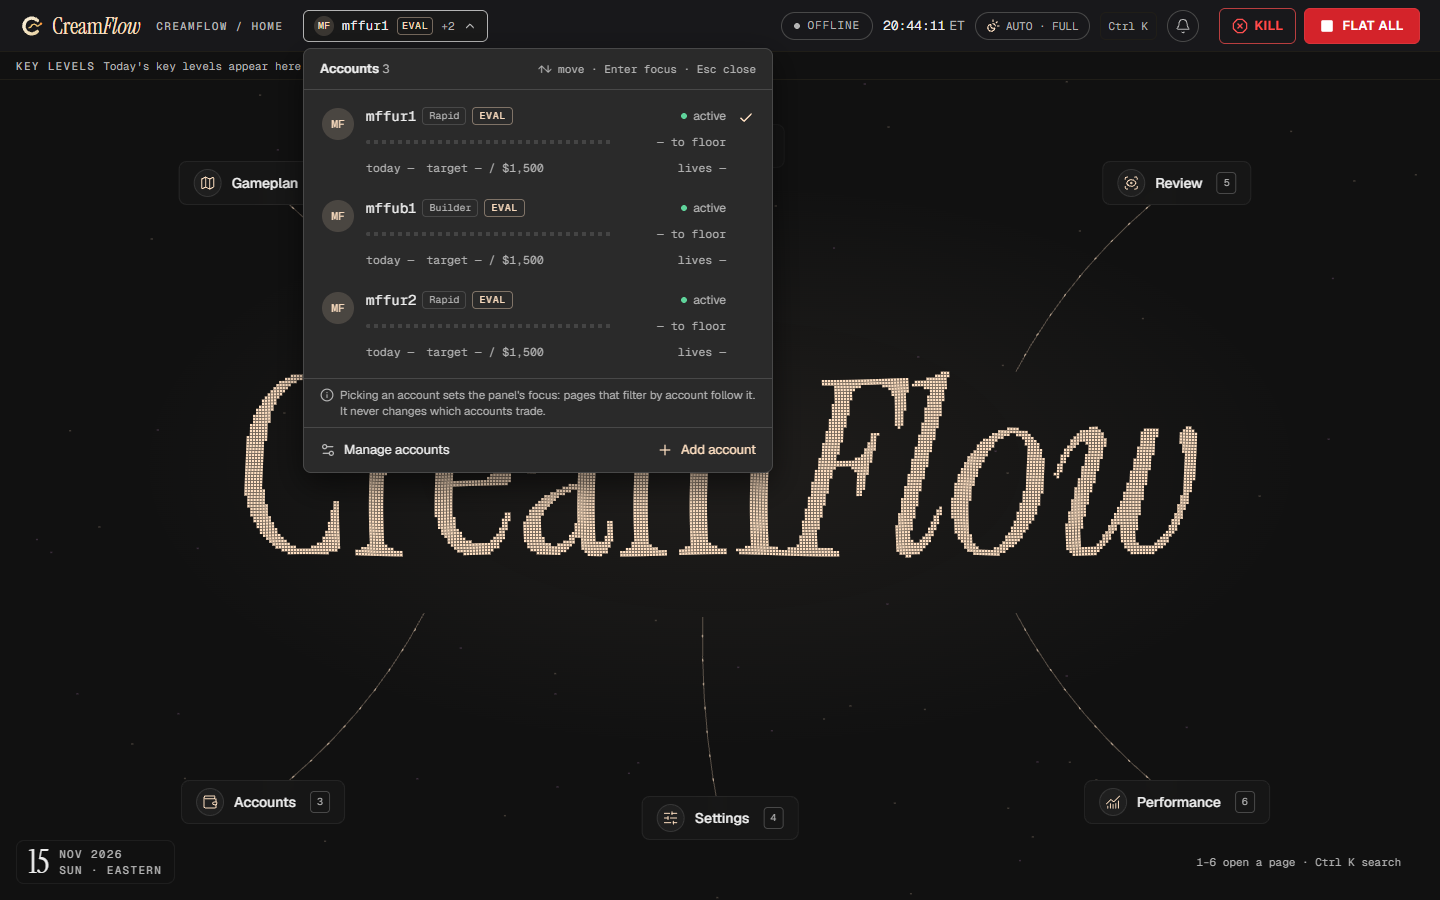 CreamFlow CREAMFLOW / HOME MF mffur1 EVAL +2 OFFLINE 20:44:11 ET AUTO · FULL Ctrl K KILL FLAT ALL
KEY LEVELS Today's key levels appear here
Accounts 3 move · Enter focus · Esc close
MF mffur1 Rapid EVAL active
— to floor
today — target — / $1,500 lives —
MF mffub1 Builder EVAL active
— to floor
today — target — / $1,500 lives —
MF mffur2 Rapid EVAL active
— to floor
today — target — / $1,500 lives —
Picking an account sets the panel's focus: pages that filter by account follow it.
It never changes which accounts trade.
Manage accounts Add account
Gameplan
Review 5
CreamFlow
Accounts 3
Settings 4
Performance 6
15 NOV 2026
SUN · EASTERN
1-6 open a page · Ctrl K search